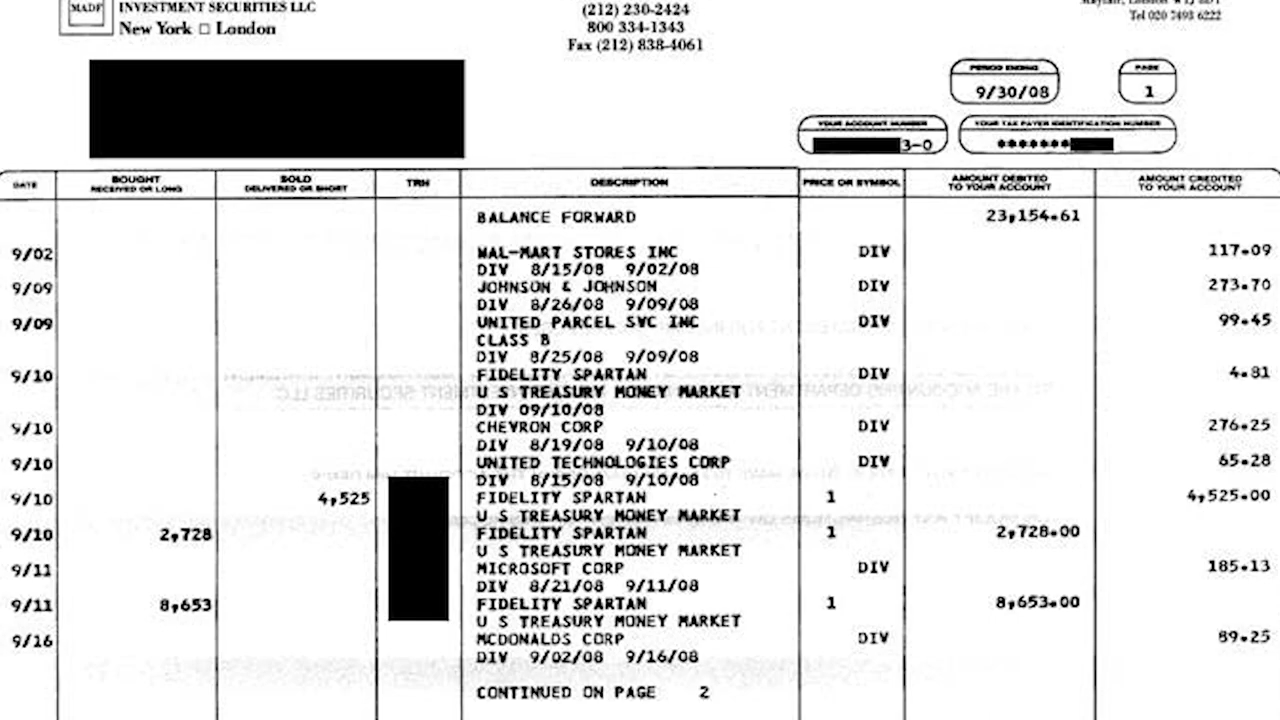 MADF
INVESTMENT SECURITIES LLC
New York □ London
(212) 230-2424
800 334-1343
Fax (212) 838-4061
Mayfair, London W1J 8DT
Tel 020 7493 6222
PERIOD ENDING
9/30/08
PAGE
1
YOUR ACCOUNT NUMBER
3-0
YOUR TAX PAYER IDENTIFICATION NUMBER
*******
DATE BOUGHT RECEIVED OR LONG SOLD DELIVERED OR SHORT TRN DESCRIPTION PRICE OR SYMBOL AMOUNT DEBITED TO YOUR ACCOUNT AMOUNT CREDITED TO YOUR ACCOUNT
BALANCE FORWARD 23,154.61
9/02 WAL-MART STORES INC DIV 117.09
DIV 8/15/08 9/02/08
9/09 JOHNSON & JOHNSON DIV 273.70
DIV 8/26/08 9/09/08
9/09 UNITED PARCEL SVC INC DIV 99.45
CLASS B
DIV 8/25/08 9/09/08
9/10 FIDELITY SPARTAN DIV 4.81
U S TREASURY MONEY MARKET
DIV 09/10/08
9/10 CHEVRON CORP DIV 276.25
DIV 8/19/08 9/10/08
9/10 UNITED TECHNOLOGIES CORP DIV 65.28
DIV 8/15/08 9/10/08
9/10 4,525 FIDELITY SPARTAN 1 4,525.00
U S TREASURY MONEY MARKET
9/10 2,728 FIDELITY SPARTAN 1 2,728.00
U S TREASURY MONEY MARKET
9/11 MICROSOFT CORP DIV 185.13
DIV 8/21/08 9/11/08
9/11 8,653 FIDELITY SPARTAN 1 8,653.00
U S TREASURY MONEY MARKET
9/16 MCDONALDS CORP DIV 89.25
DIV 9/02/08 9/16/08
CONTINUED ON PAGE 2